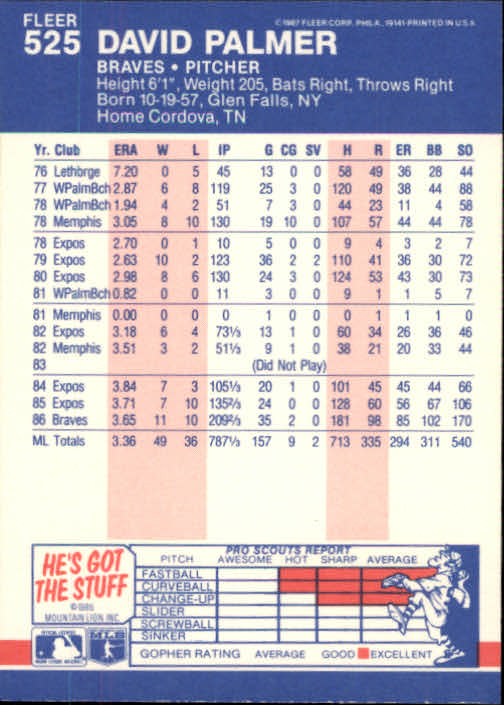 FLEER
525 DAVID PALMER
©1987 FLEER CORP. PHILA. 19141-PRINTED IN U.S.A.
BRAVES • PITCHER
Height 6'1", Weight 205, Bats Right, Throws Right
Born 10-19-57, Glen Falls, NY
Home Cordova, TN
Yr. Club ERA W L IP G CG SV H R ER BB SO
76 Lethbrge 7.20 0 5 45 13 0 0 58 49 36 28 44
77 WPalmBch 2.87 6 8 119 25 3 0 120 49 38 44 88
78 WPalmBch 1.94 4 2 51 7 3 0 44 23 11 4 58
78 Memphis 3.05 8 10 130 19 10 0 107 57 44 44 78
78 Expos 2.70 0 1 10 5 0 0 9 4 3 2 7
79 Expos 2.63 10 2 123 36 2 2 110 41 36 30 72
80 Expos 2.98 8 6 130 24 3 0 124 53 43 30 73
81 WPalmBch 0.82 0 0 11 3 0 0 9 1 1 5 7
81 Memphis 0.00 0 0 0 1 0 0 0 1 1 1 0
82 Expos 3.18 6 4 73⅓ 13 1 0 60 34 26 36 46
82 Memphis 3.51 3 2 51⅓ 9 1 0 38 21 20 33 44
83 (Did Not Play)
84 Expos 3.84 7 3 105⅓ 20 1 0 101 45 45 44 66
85 Expos 3.71 7 10 135⅔ 24 0 0 128 60 56 67 106
86 Braves 3.65 11 10 209⅔ 35 2 0 181 98 85 102 170
ML Totals 3.36 49 36 787⅓ 157 9 2 713 335 294 311 540
HE'S GOT
THE STUFF
©1986
MOUNTAIN LION, INC.
MLB
PRO SCOUTS REPORT
PITCH AWESOME HOT SHARP AVERAGE
FASTBALL
CURVEBALL
CHANGE-UP
SLIDER
SCREWBALL
SINKER
GOPHER RATING AVERAGE GOOD EXCELLENT